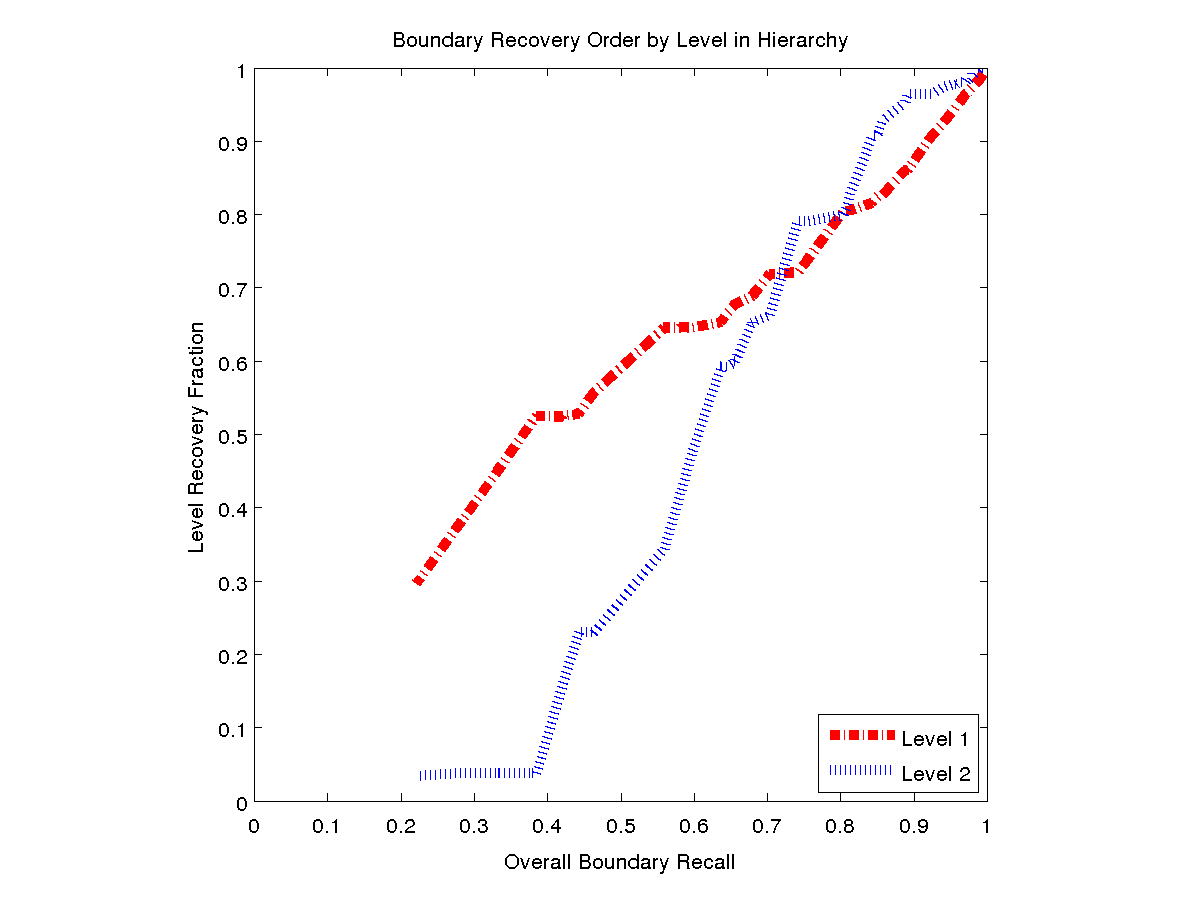 Boundary Recovery Order by Level in Hierarchy
1
0.9
0.8
0.7
0.6
0.5
0.4
0.3
0.2
0.1
0
Level Recovery Fraction
Level 1
Level 2
0 0.1 0.2 0.3 0.4 0.5 0.6 0.7 0.8 0.9 1
Overall Boundary Recall